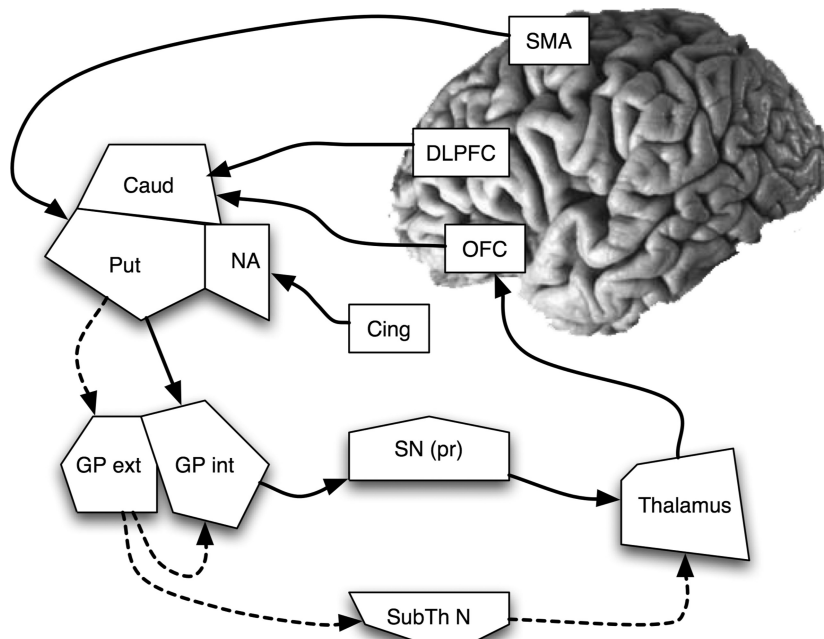 SMA
DLPFC
Caud
OFC
Put
NA
Cing
GP ext
GP int
SN (pr)
Thalamus
SubTh N